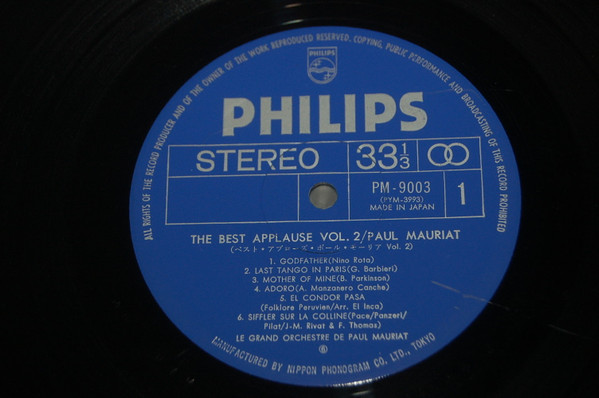 ALL RIGHTS OF THE RECORD PRODUCER AND OF THE OWNER OF THE WORK REPRODUCED RESERVED. COPYING, PUBLIC PERFORMANCE AND BROADCASTING OF THIS RECORD PROHIBITED
PHILIPS
PHILIPS
STEREO 33 1/3
PM-9003
(PYM-3993)
MADE IN JAPAN
1
THE BEST APPLAUSE VOL. 2/PAUL MAURIAT
(ベスト・アプローズ・ポール・モーリア Vol. 2)
1. GODFATHER(Nino Rota)
2. LAST TANGO IN PARIS(G. Barbieri)
3. MOTHER OF MINE(B. Parkinson)
4. ADORO(A. Manzanero Canche)
5. EL CONDOR PASA
(Folklore Peruvien/Arr. El Inca)
6. SIFFLER SUR LA COLLINE(Pace/Panzeri/
Pilat/J-M. Rivat & F. Thomas)
LE GRAND ORCHESTRE DE PAUL MAURIAT
MANUFACTURED BY NIPPON PHONOGRAM CO. LTD., TOKYO